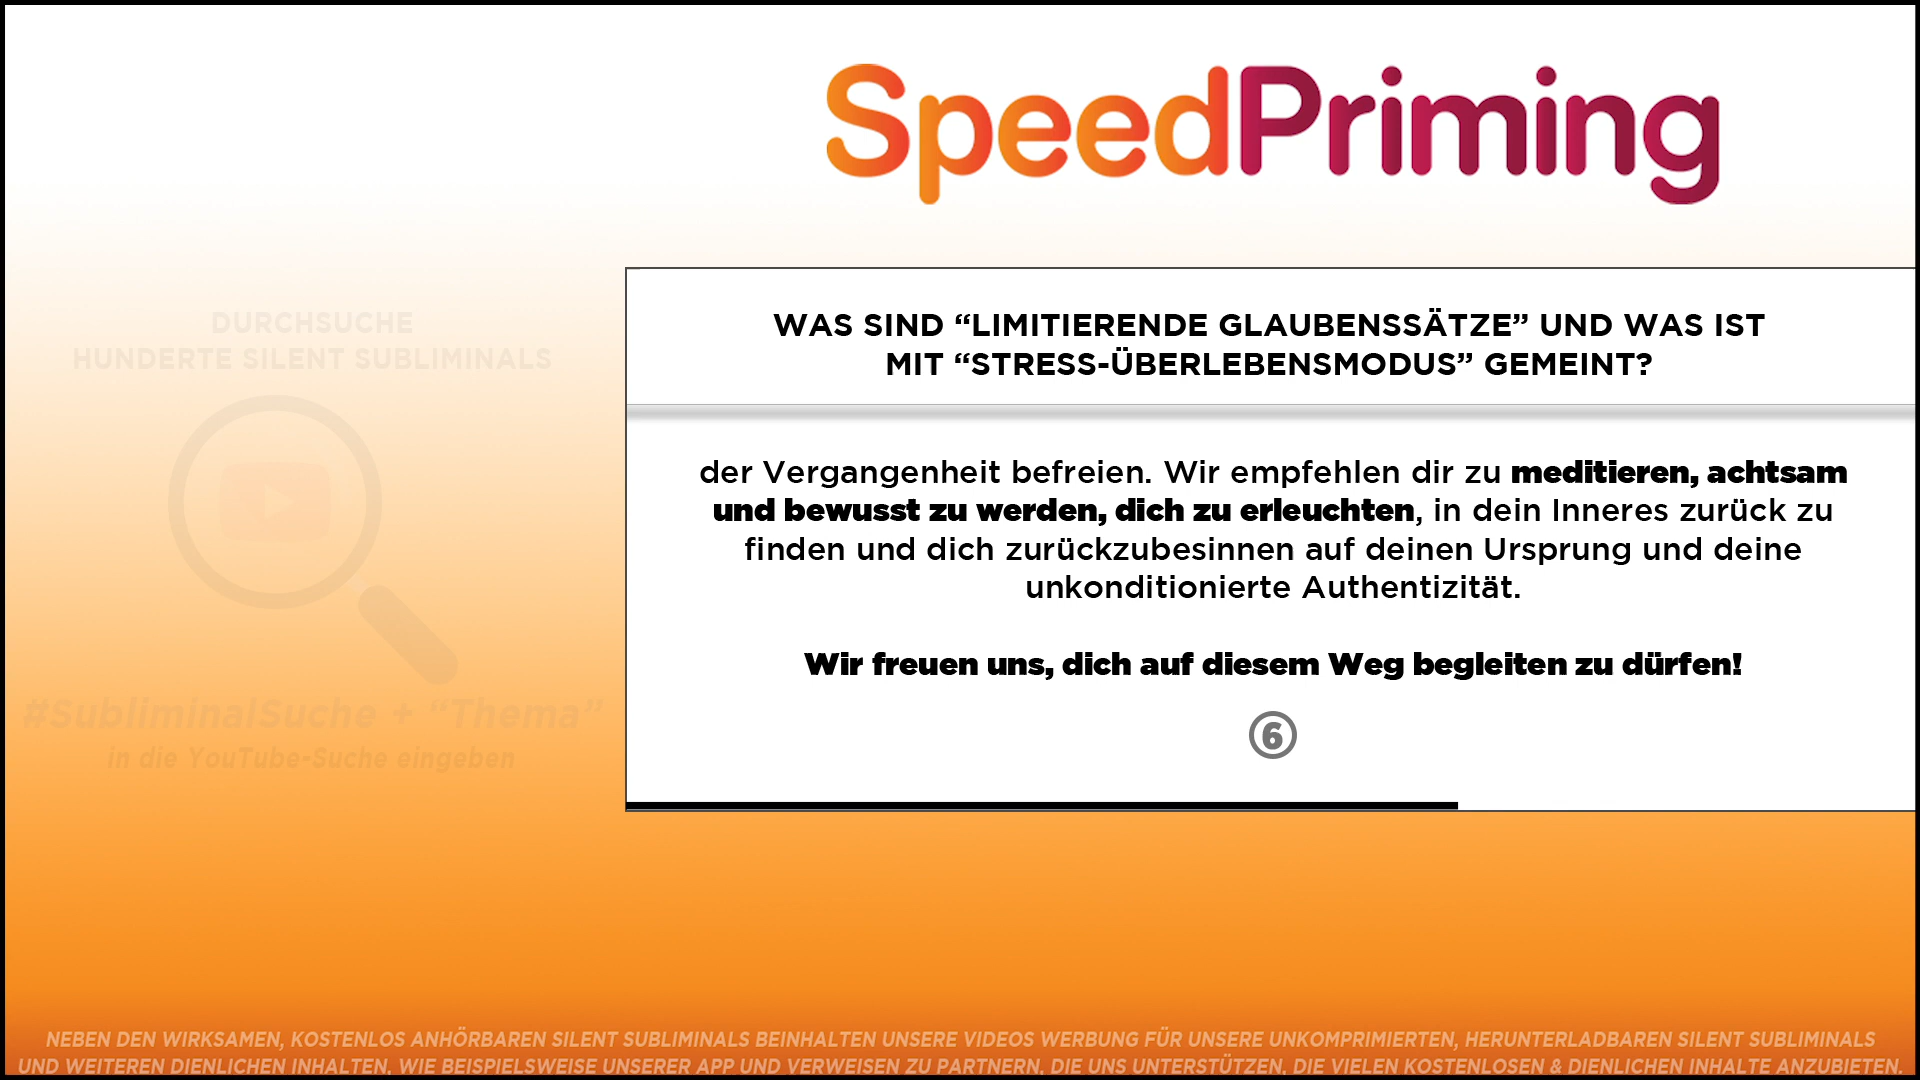 SpeedPriming
WAS SIND “LIMITIERENDE GLAUBENSSÄTZE” UND WAS IST
MIT “STRESS-ÜBERLEBENSMODUS” GEMEINT?
DURCHSUCHE
HUNDERTE SILENT SUBLIMINALS
#SubliminalSuche + “Thema”
in die YouTube-Suche eingeben
der Vergangenheit befreien. Wir empfehlen dir zu meditieren, achtsam
und bewusst zu werden, dich zu erleuchten, in dein Inneres zurück zu
finden und dich zurückzubesinnen auf deinen Ursprung und deine
unkonditionierte Authentizität.
Wir freuen uns, dich auf diesem Weg begleiten zu dürfen!
6
NEBEN DEN WIRKSAMEN, KOSTENLOS ANHÖRBAREN SILENT SUBLIMINALS BEINHALTEN UNSERE VIDEOS WERBUNG FÜR UNSERE UNKOMPRIMIERTEN, HERUNTERLADBAREN SILENT SUBLIMINALS
UND WEITEREN DIENLICHEN INHALTEN, WIE BEISPIELSWEISE UNSERER APP UND VERWEISEN ZU PARTNERN, DIE UNS UNTERSTÜTZEN, DIE VIELEN KOSTENLOSEN & DIENLICHEN INHALTE ANZUBIETEN.